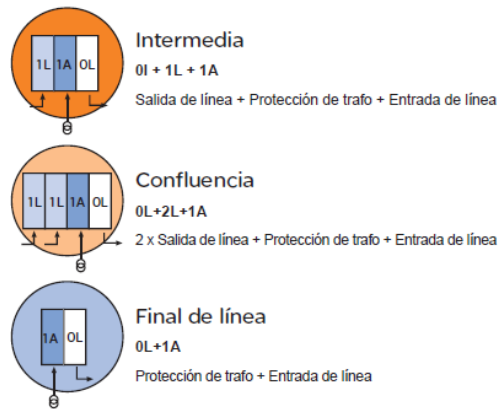 1L 1A 0L
Intermedia
0I + 1L + 1A
Salida de línea + Protección de trafo + Entrada de línea
1L 1L 1A 0L
Confluencia
0L+2L+1A
2 x Salida de línea + Protección de trafo + Entrada de línea
1A 0L
Final de línea
0L+1A
Protección de trafo + Entrada de línea